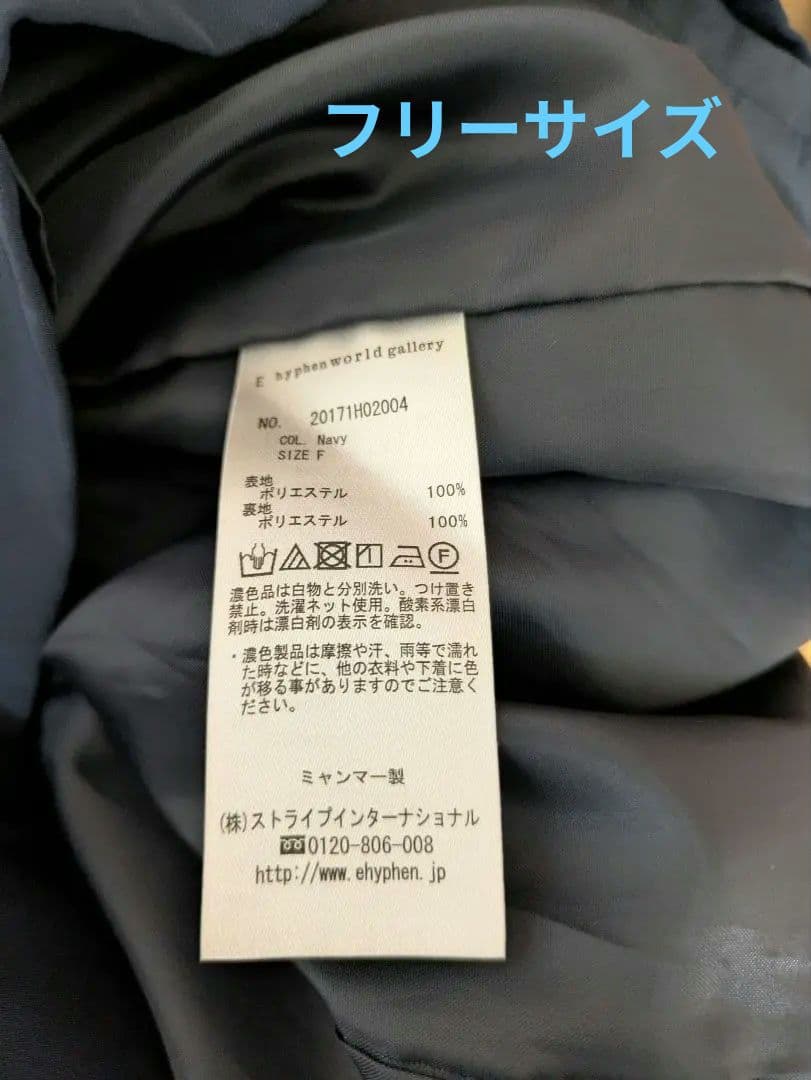 フリーサイズ
E hyphen world gallery
NO. 20171H02004
COL. Navy
SIZE F
表地
ポリエステル 100%
裏地
ポリエステル 100%
濃色品は白物と分別洗い。つけ置き
禁止。洗濯ネット使用。酸素系漂白
剤時は漂白剤の表示を確認。
・濃色製品は摩擦や汗、雨等で濡れ
た時などに、他の衣料や下着に色
が移る事がありますのでご注意く
ださい。
ミャンマー製
(株)ストライプインターナショナル
0120-806-008
http://www.ehyphen.jp